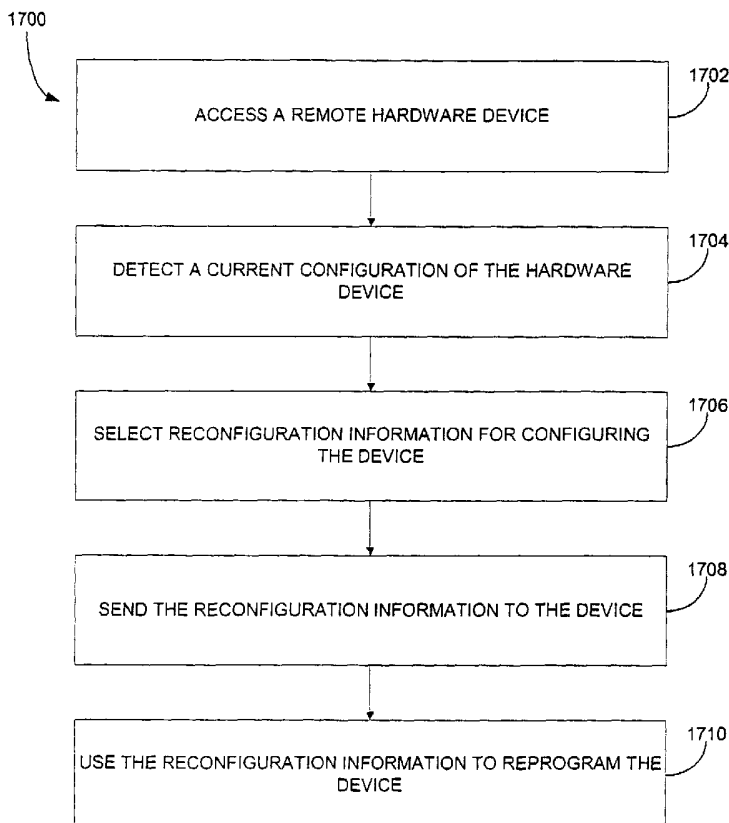 1700
1702
ACCESS A REMOTE HARDWARE DEVICE
1704
DETECT A CURRENT CONFIGURATION OF THE HARDWARE
DEVICE
1706
SELECT RECONFIGURATION INFORMATION FOR CONFIGURING
THE DEVICE
1708
SEND THE RECONFIGURATION INFORMATION TO THE DEVICE
1710
USE THE RECONFIGURATION INFORMATION TO REPROGRAM THE
DEVICE